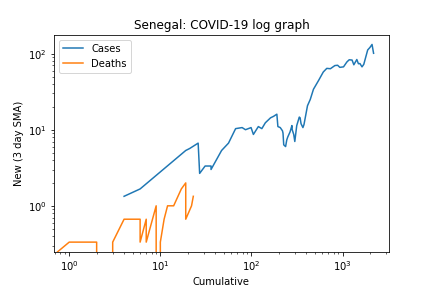 Senegal: COVID-19 log graph
Cases
Deaths
New (3 day SMA)
10²
10¹
10⁰
10⁰ 10¹ 10² 10³
Cumulative